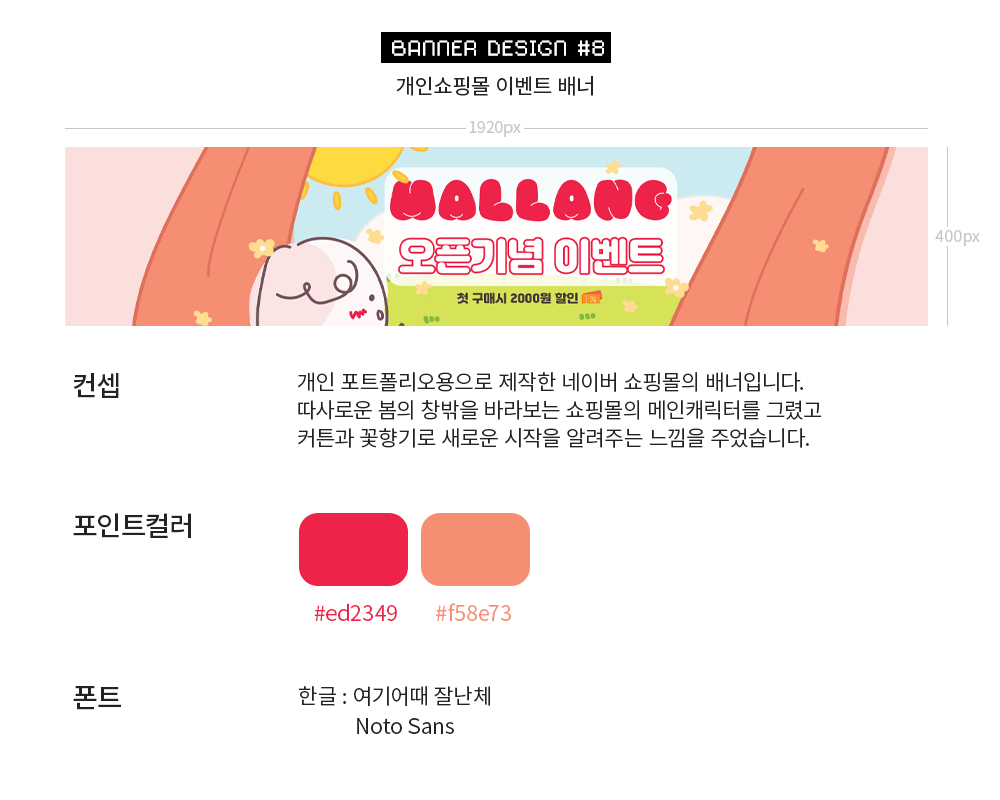 BANNER DESIGN #8
개인쇼핑몰 이벤트 배너
1920px
400px
MALLANG
오픈기념 이벤트
첫 구매시 2000원 할인
컨셉
개인 포트폴리오용으로 제작한 네이버 쇼핑몰의 배너입니다.
따사로운 봄의 창밖을 바라보는 쇼핑몰의 메인캐릭터를 그렸고
커튼과 꽃향기로 새로운 시작을 알려주는 느낌을 주었습니다.
포인트컬러
#ed2349 #f58e73
폰트
한글 : 여기어때 잘난체
Noto Sans